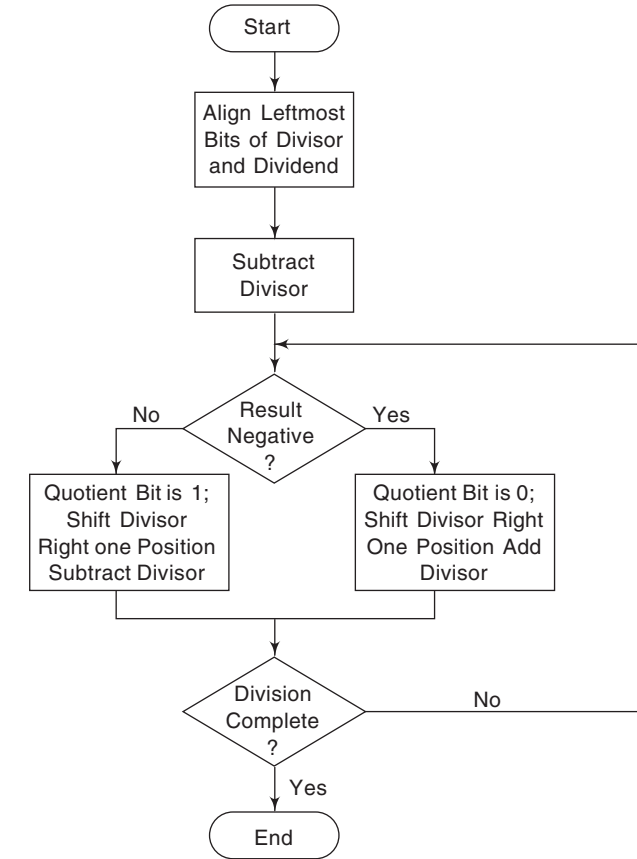 Start
Align Leftmost
Bits of Divisor
and Dividend
Subtract
Divisor
Result
Negative
?
No
Yes
Quotient Bit is 1;
Shift Divisor
Right one Position
Subtract Divisor
Quotient Bit is 0;
Shift Divisor Right
One Position Add
Divisor
Division
Complete
?
No
Yes
End